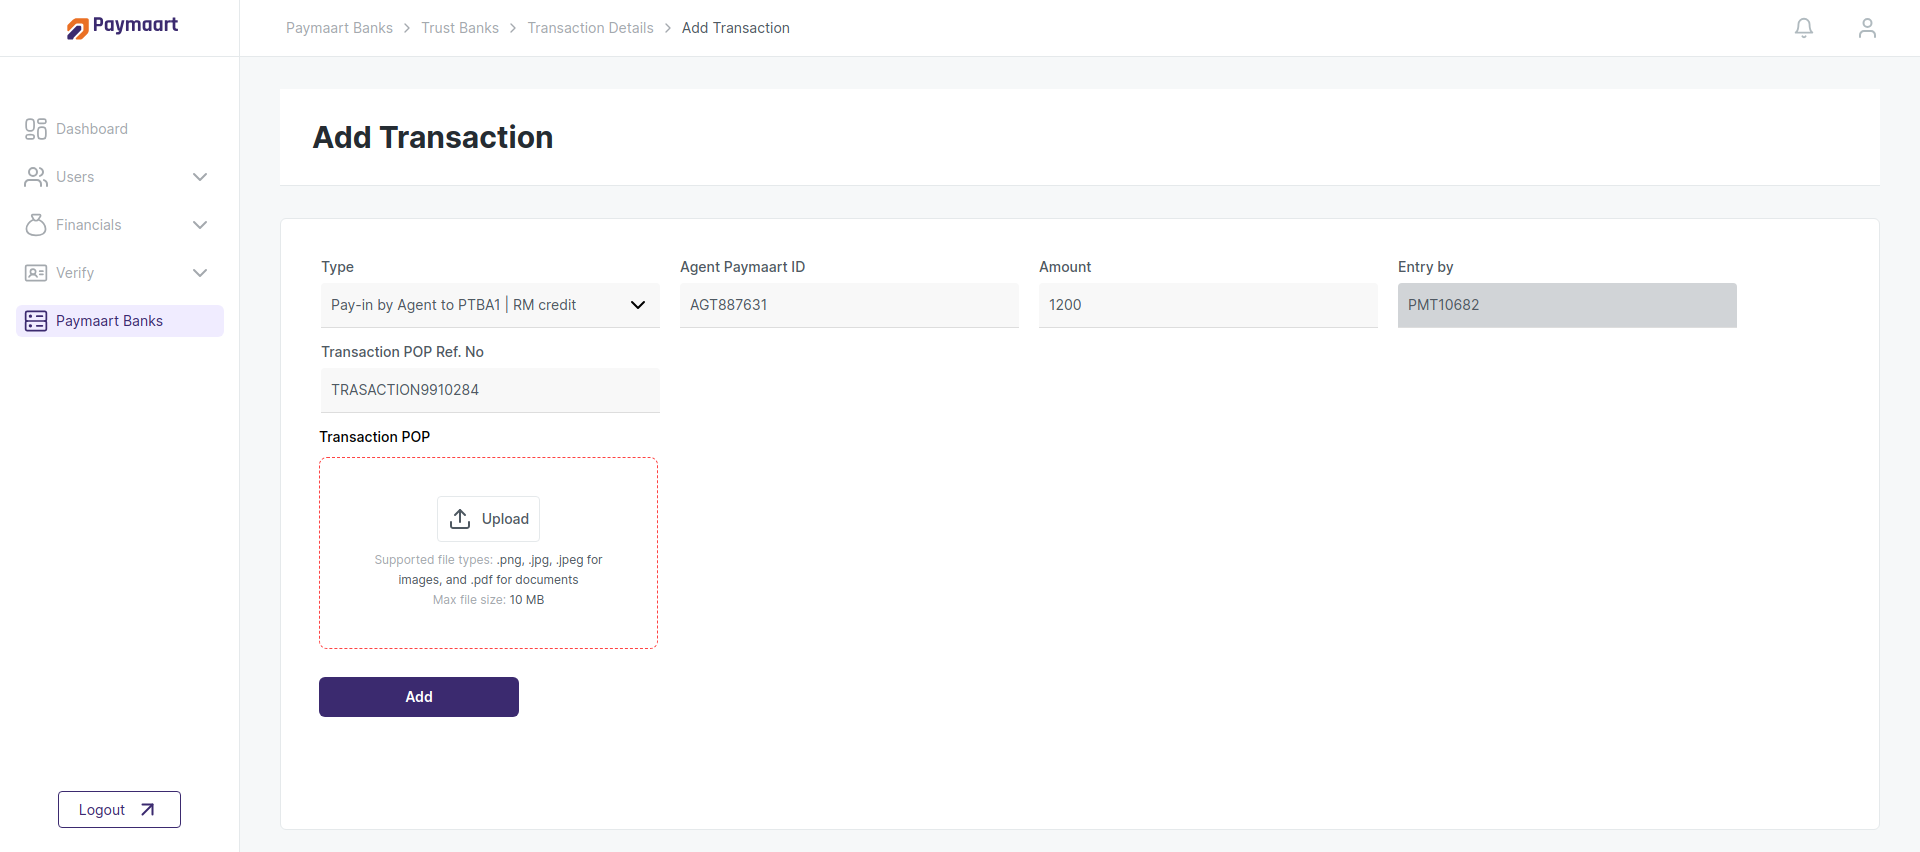 Paymaart
Paymaart Banks > Trust Banks > Transaction Details > Add Transaction
Dashboard
Users
Financials
Verify
Paymaart Banks
Logout
Add Transaction
Type
Pay-in by Agent to PTBA1 | RM credit
Agent Paymaart ID
AGT887631
Amount
1200
Entry by
PMT10682
Transaction POP Ref. No
TRASACTION9910284
Transaction POP
Upload
Supported file types: .png, .jpg, .jpeg for
images, and .pdf for documents
Max file size: 10 MB
Add